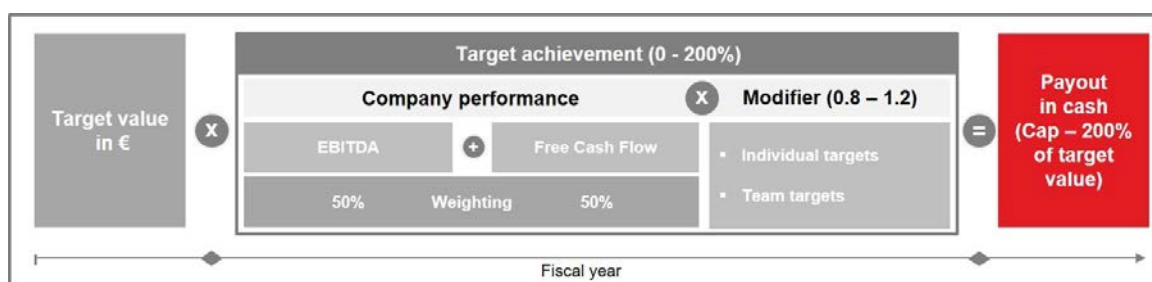 Target achievement (0 - 200%)
Target value
in €
x
Company performance
x
Modifier (0.8 – 1.2)
EBITDA
+
Free Cash Flow
50%
Weighting
50%
▪ Individual targets
▪ Team targets
=
Payout
in cash
(Cap – 200%
of target
value)
Fiscal year